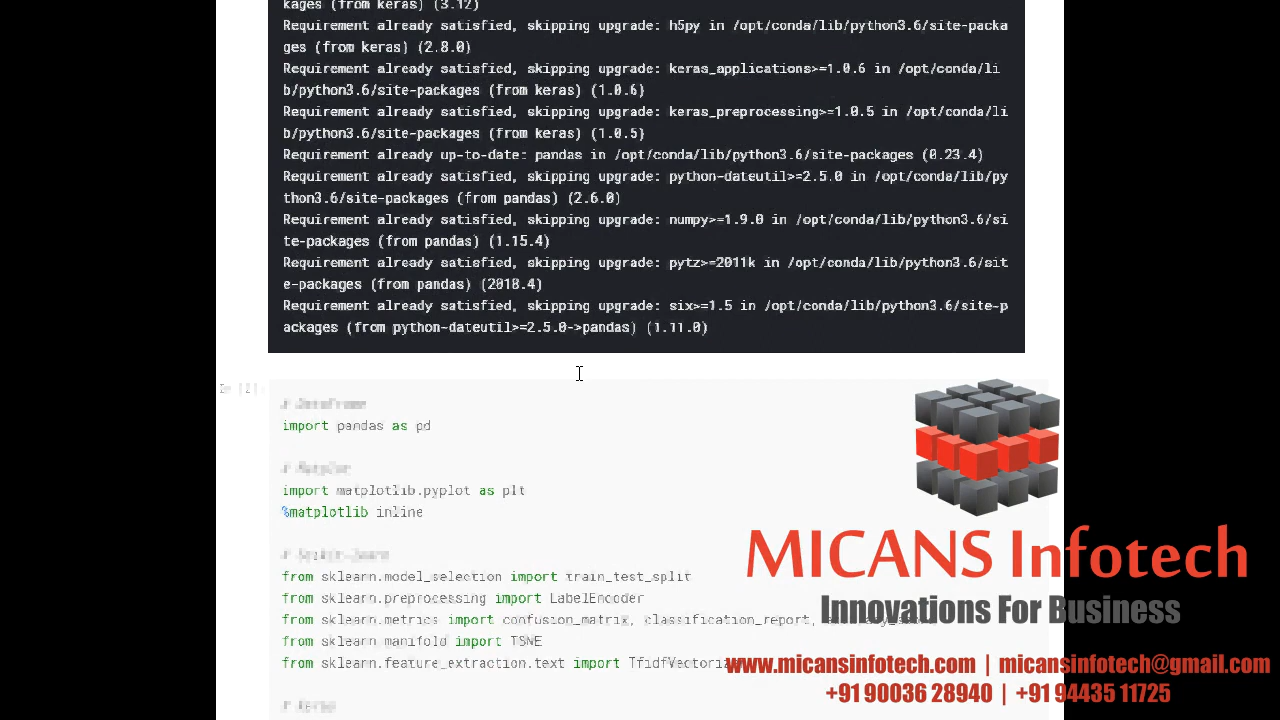 kages (from keras) (3.12)
Requirement already satisfied, skipping upgrade: h5py in /opt/conda/lib/python3.6/site-packa
ges (from keras) (2.8.0)
Requirement already satisfied, skipping upgrade: keras_applications>=1.0.6 in /opt/conda/li
b/python3.6/site-packages (from keras) (1.0.6)
Requirement already satisfied, skipping upgrade: keras_preprocessing>=1.0.5 in /opt/conda/li
b/python3.6/site-packages (from keras) (1.0.5)
Requirement already up-to-date: pandas in /opt/conda/lib/python3.6/site-packages (0.23.4)
Requirement already satisfied, skipping upgrade: python-dateutil>=2.5.0 in /opt/conda/lib/py
thon3.6/site-packages (from pandas) (2.6.0)
Requirement already satisfied, skipping upgrade: numpy>=1.9.0 in /opt/conda/lib/python3.6/si
te-packages (from pandas) (1.15.4)
Requirement already satisfied, skipping upgrade: pytz>=2011k in /opt/conda/lib/python3.6/sit
e-packages (from pandas) (2018.4)
Requirement already satisfied, skipping upgrade: six>=1.5 in /opt/conda/lib/python3.6/site-p
ackages (from python-dateutil>=2.5.0->pandas) (1.11.0)
# DataFrame
import pandas as pd
import matplotlib.pyplot as plt
%matplotlib inline
# Scikit-learn
from sklearn.model_selection import train_test_split
from sklearn.preprocessing import LabelEncoder
from sklearn.metrics import confusion_matrix, classification_report,
from sklearn.manifold import TSNE
from sklearn.feature_extraction.text import TfidfVectorize
MICANS Infotech
Innovations For Business
www.micansinfotech.com | micansinfotech@gmail.com
+91 90036 28940 | +91 94435 11725